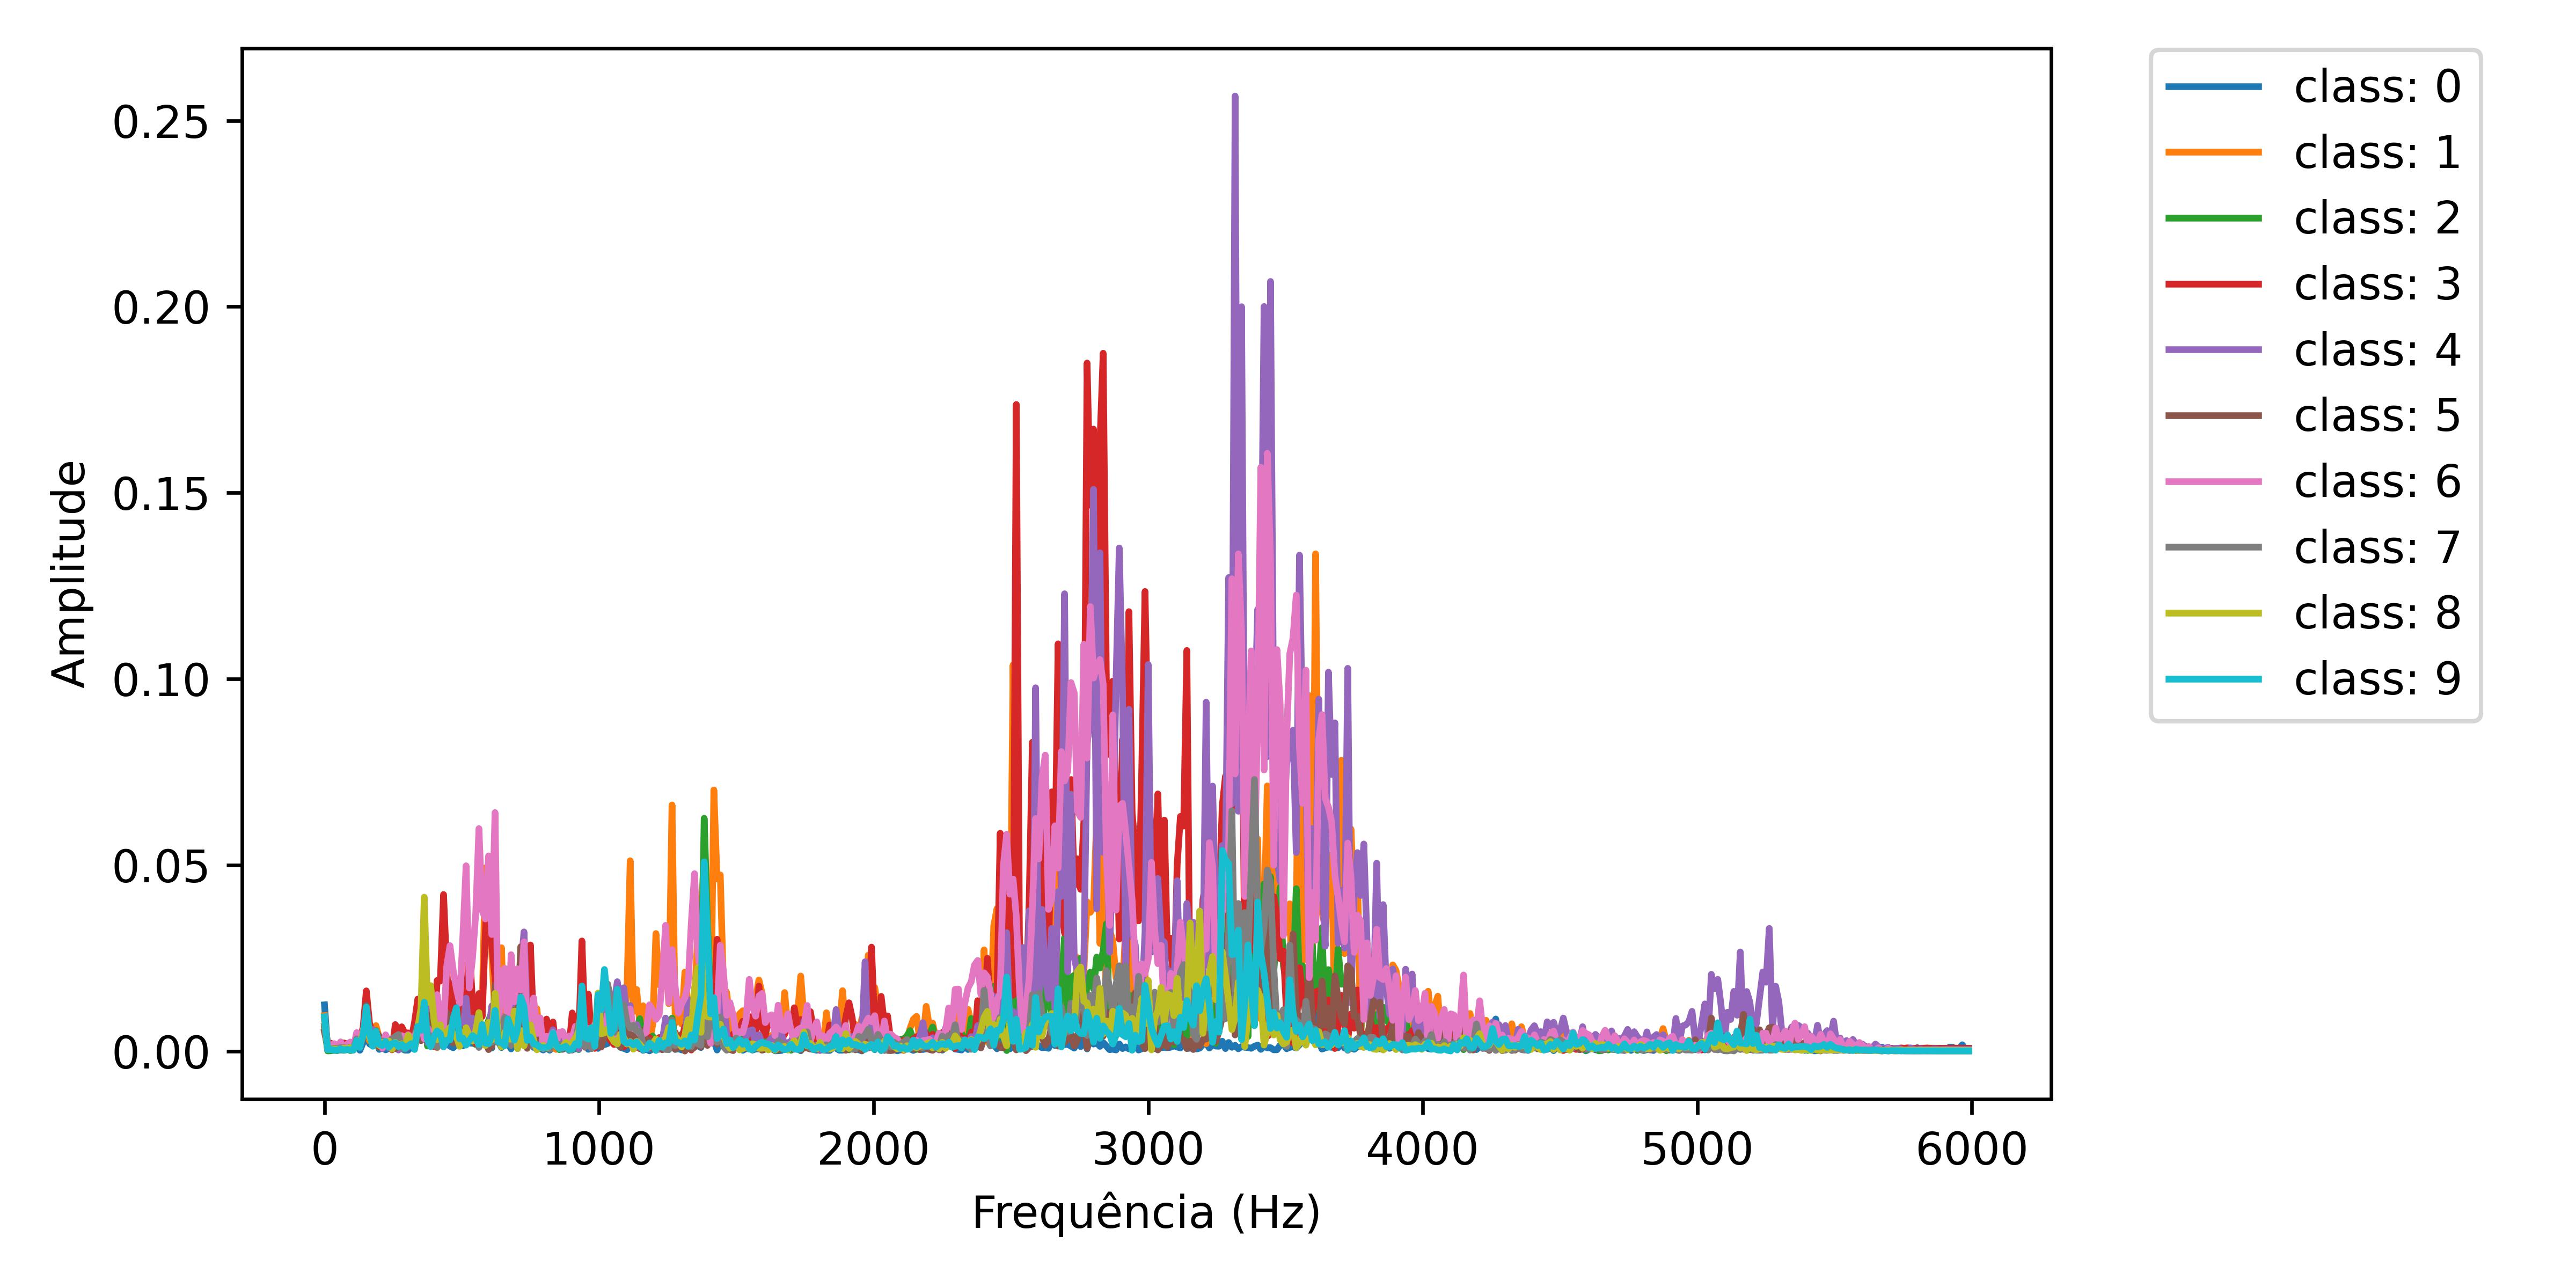 Amplitude
0.25
0.20
0.15
0.10
0.05
0.00
0 1000 2000 3000 4000 5000 6000
Frequência (Hz)
class: 0
class: 1
class: 2
class: 3
class: 4
class: 5
class: 6
class: 7
class: 8
class: 9